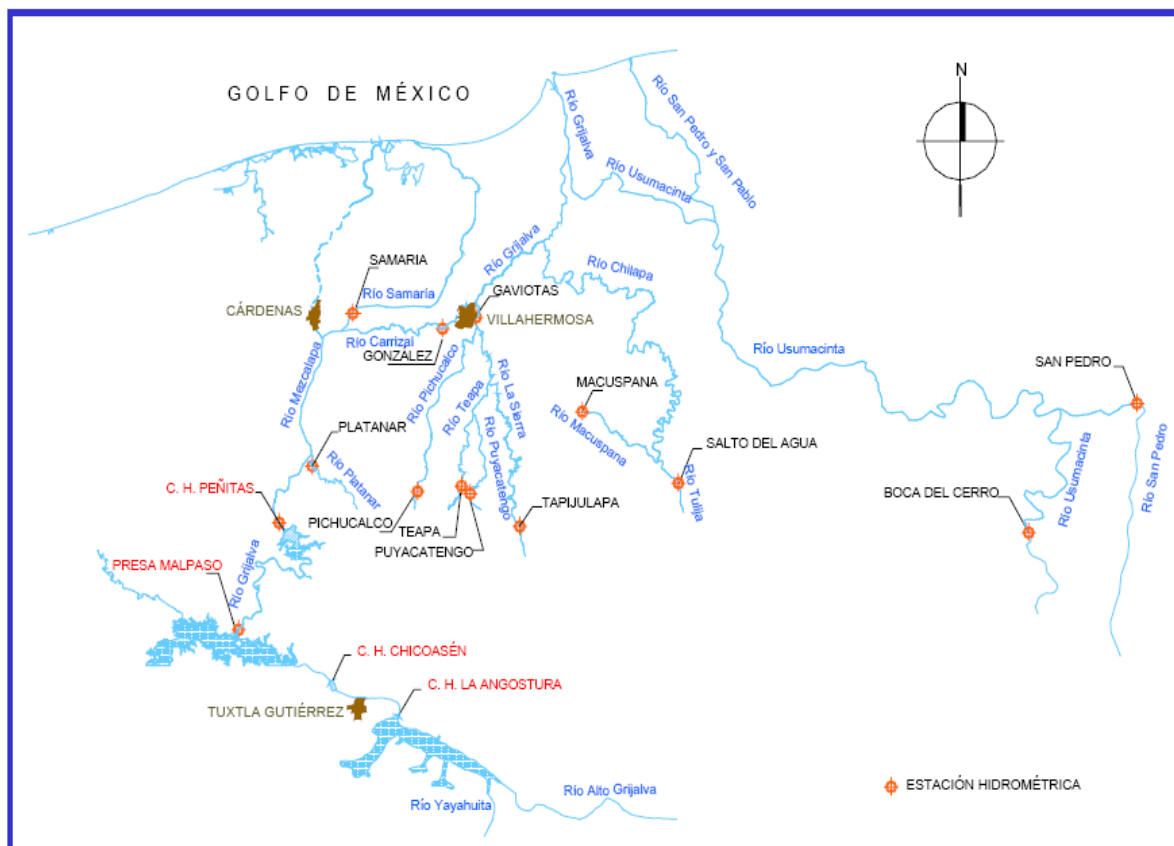 GOLFO DE MÉXICO
N
Río Grijalva
Río San Pedro y San Pablo
Río Usumacinta
SAMARIA
Río Grijalva
Río Chilapa
GAVIOTAS
CÁRDENAS
Río Samaría
VILLAHERMOSA
Río Carrizal
GONZÁLEZ
Río Usumacinta
SAN PEDRO
Río Mezcalapa
Río Pichucalco
Río Teapa
Río La Sierra
MACUSPANA
Río Puyacatengo
Río Macuspana
PLATANAR
Río Platanar
SALTO DEL AGUA
Río Tulija
C. H. PEÑITAS
BOCA DEL CERRO
Río Usumacinta
Río San Pedro
PICHUCALCO
TEAPA
TAPIJULAPA
PUYACATENGO
PRESA MALPASO
Río Grijalva
C. H. CHICOASÉN
C. H. LA ANGOSTURA
TUXTLA GUTIÉRREZ
Río Yayahuita
Río Alto Grijalva
ESTACIÓN HIDROMÉTRICA